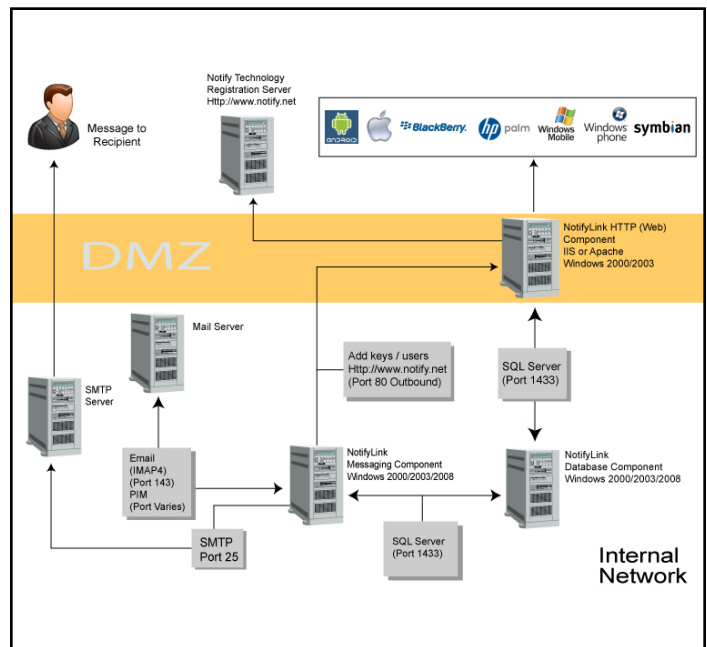 Notify Technology
Registration Server
Http://www.notify.net
Message to
Recipient
ANDROID
BlackBerry.
hp palm
Windows
Mobile
Windows
phone
symbian
DMZ
NotifyLink HTTP (Web)
Component
IIS or Apache
Windows 2000/2003
Mail Server
SMTP
Server
Add keys / users
Http://www.notify.net
(Port 80 Outbound)
SQL Server
(Port 1433)
Email
(IMAP4)
(Port 143)
PIM
(Port Varies)
NotifyLink
Messaging Component
Windows 2000/2003/2008
NotifyLink
Database Component
Windows 2000/2003/2008
SMTP
Port 25
SQL Server
(Port 1433)
Internal
Network